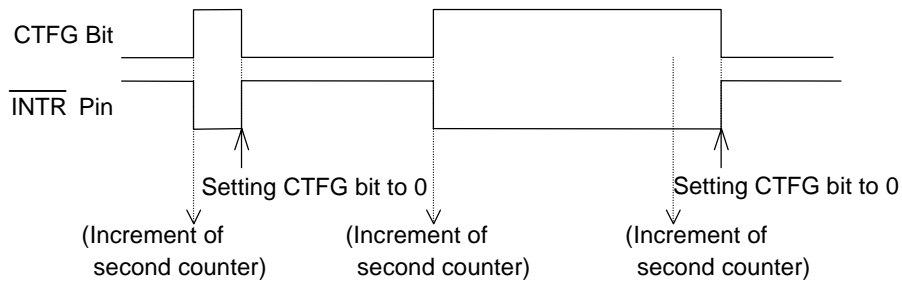 CTFG Bit
INTR Pin
Setting CTFG bit to 0
Setting CTFG bit to 0
(Increment of
second counter)
(Increment of
second counter)
(Increment of
second counter)